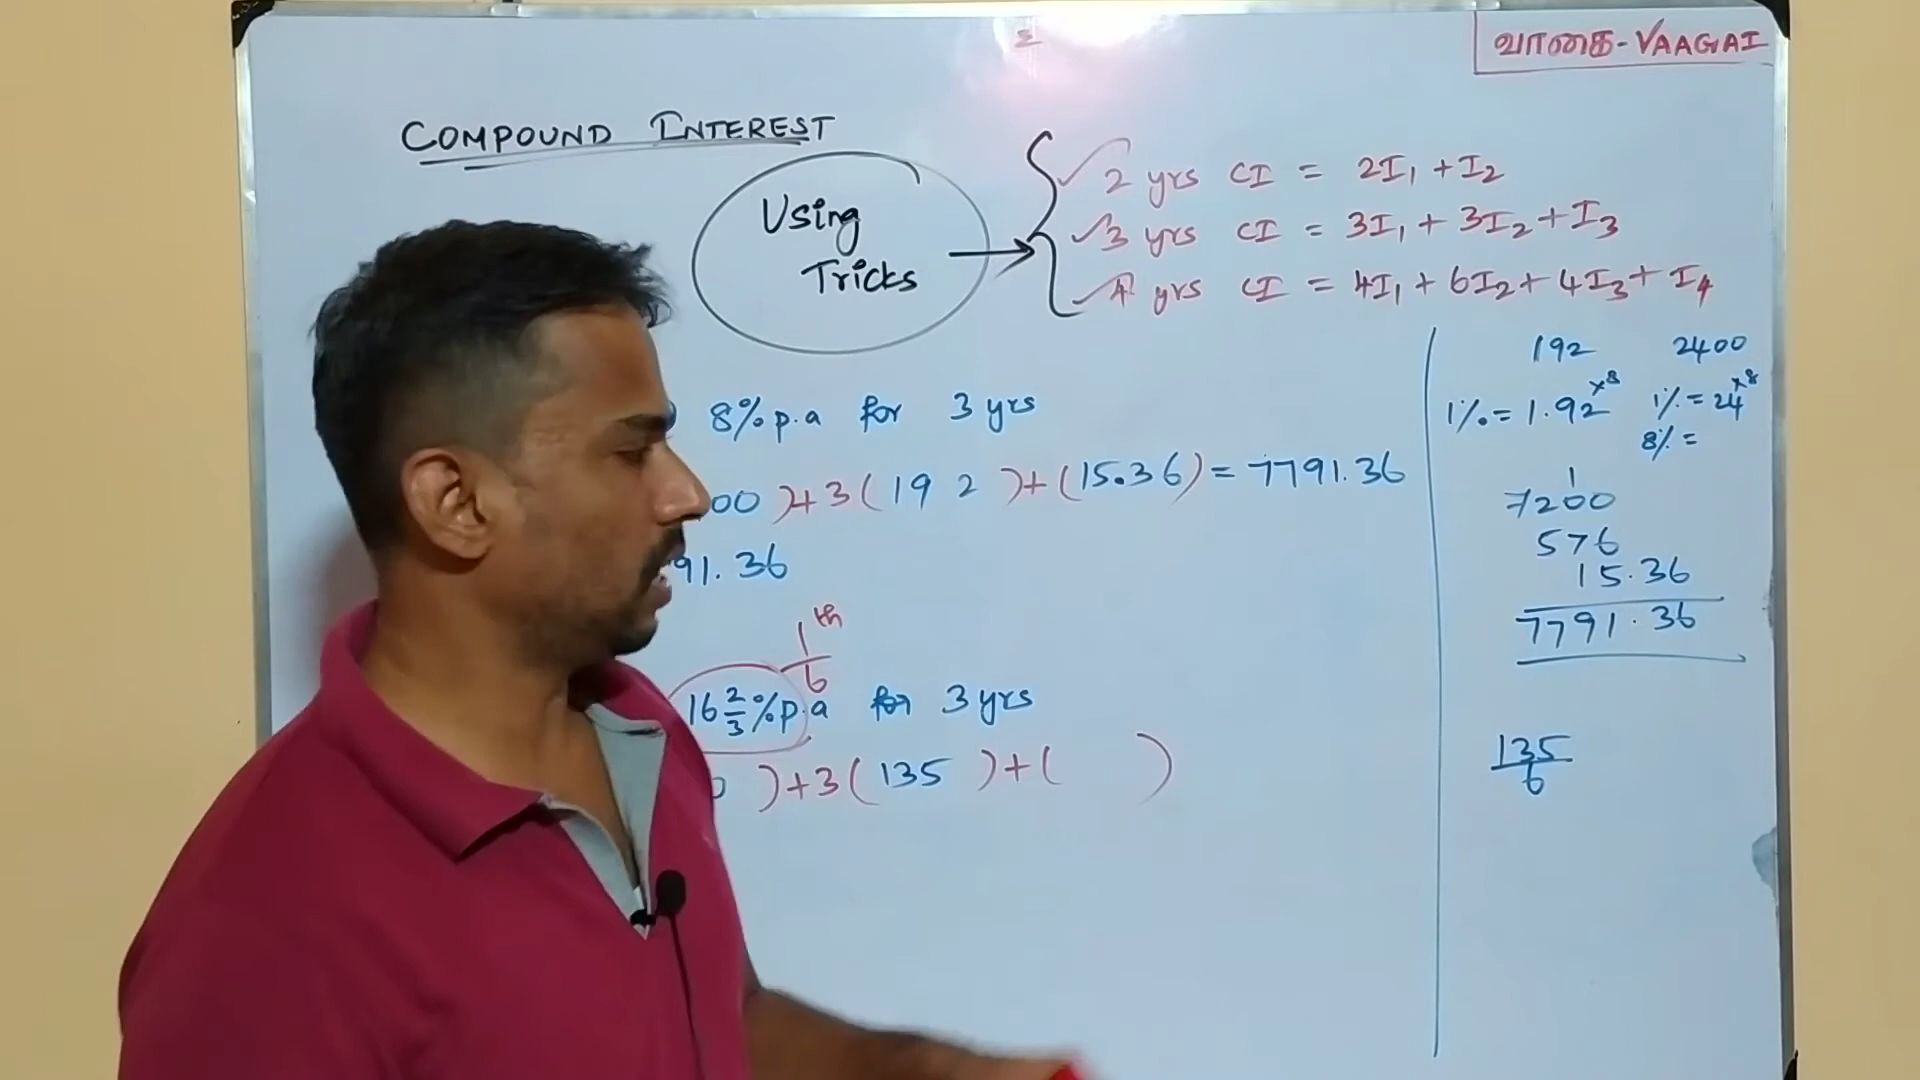 வாகை - VAAGAI
COMPOUND INTEREST
Using
Tricks
2 yrs CI = 2I₁ + I₂
3 yrs CI = 3I₁ + 3I₂ + I₃
4 yrs CI = 4I₁ + 6I₂ + 4I₃ + I₄
8% p.a for 3 yrs
00 ) + 3 ( 192 ) + (15.36) = 7791.36
91.36
1/6 th
16 2/3 % p.a for 3 yrs
) + 3 ( 135 ) + ( )
192 2400
1% = 1.92 ×8 1% = 24 ×8
8% =
1
7200
576
15.36
7791.36
135/6